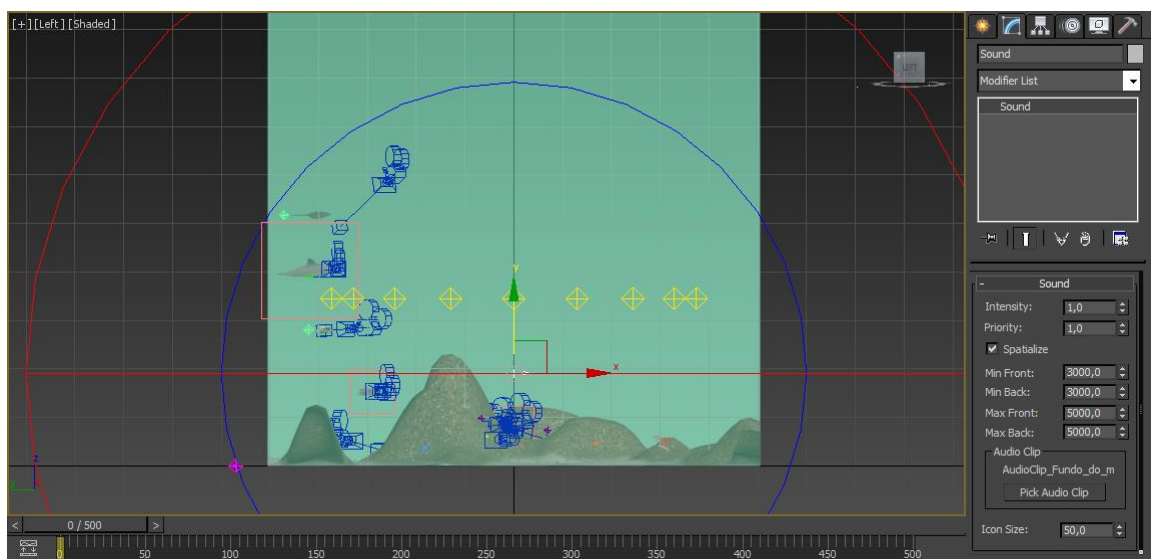 [+][Left][Shaded]
Sound
Modifier List
Sound
y
x
z
- Sound
Intensity: 1,0
Priority: 1,0
Spatialize
Min Front: 3000,0
Min Back: 3000,0
Max Front: 5000,0
Max Back: 5000,0
Audio Clip
AudioClip_Fundo_do_m
Pick Audio Clip
Icon Size: 50,0
< 0 / 500 >
0 50 100 150 200 250 300 350 400 450 500